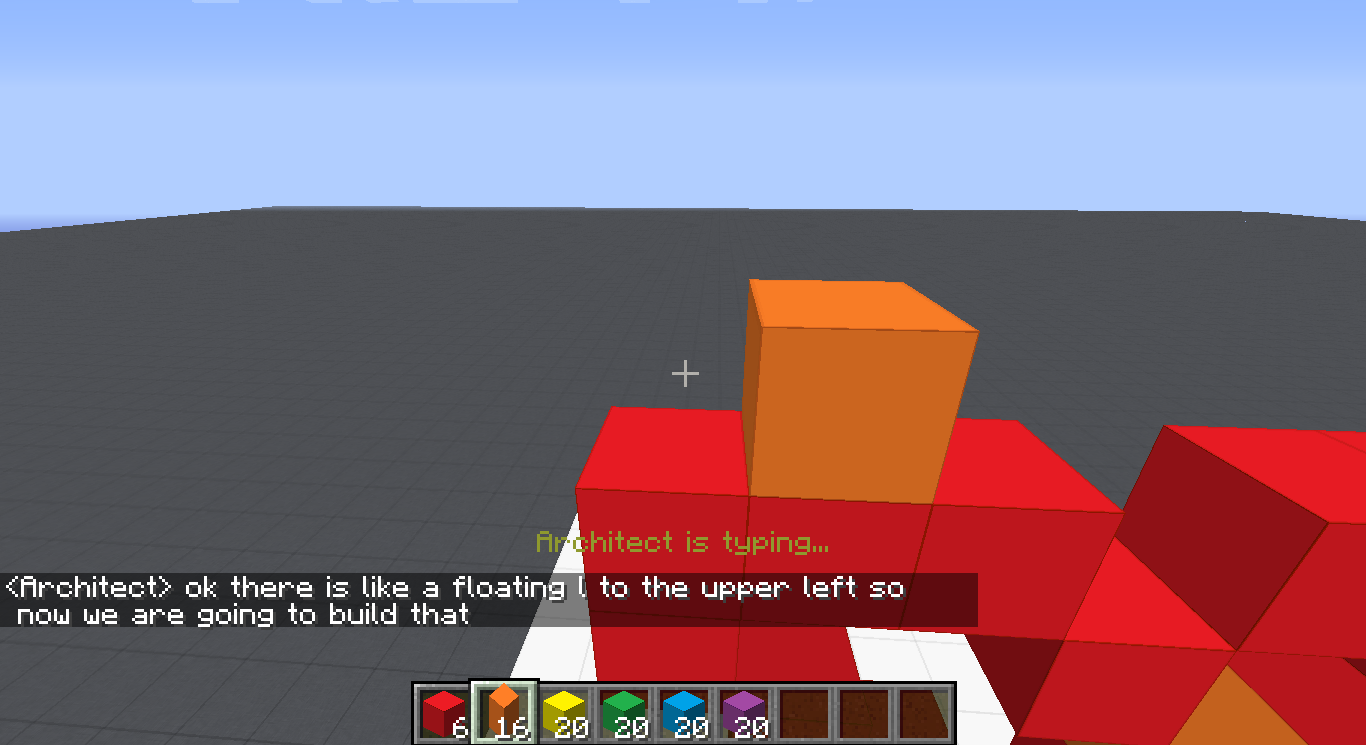 Architect is typing...
<Architect> ok there is like a floating l to the upper left so
now we are going to build that
6 16 20 20 20 20